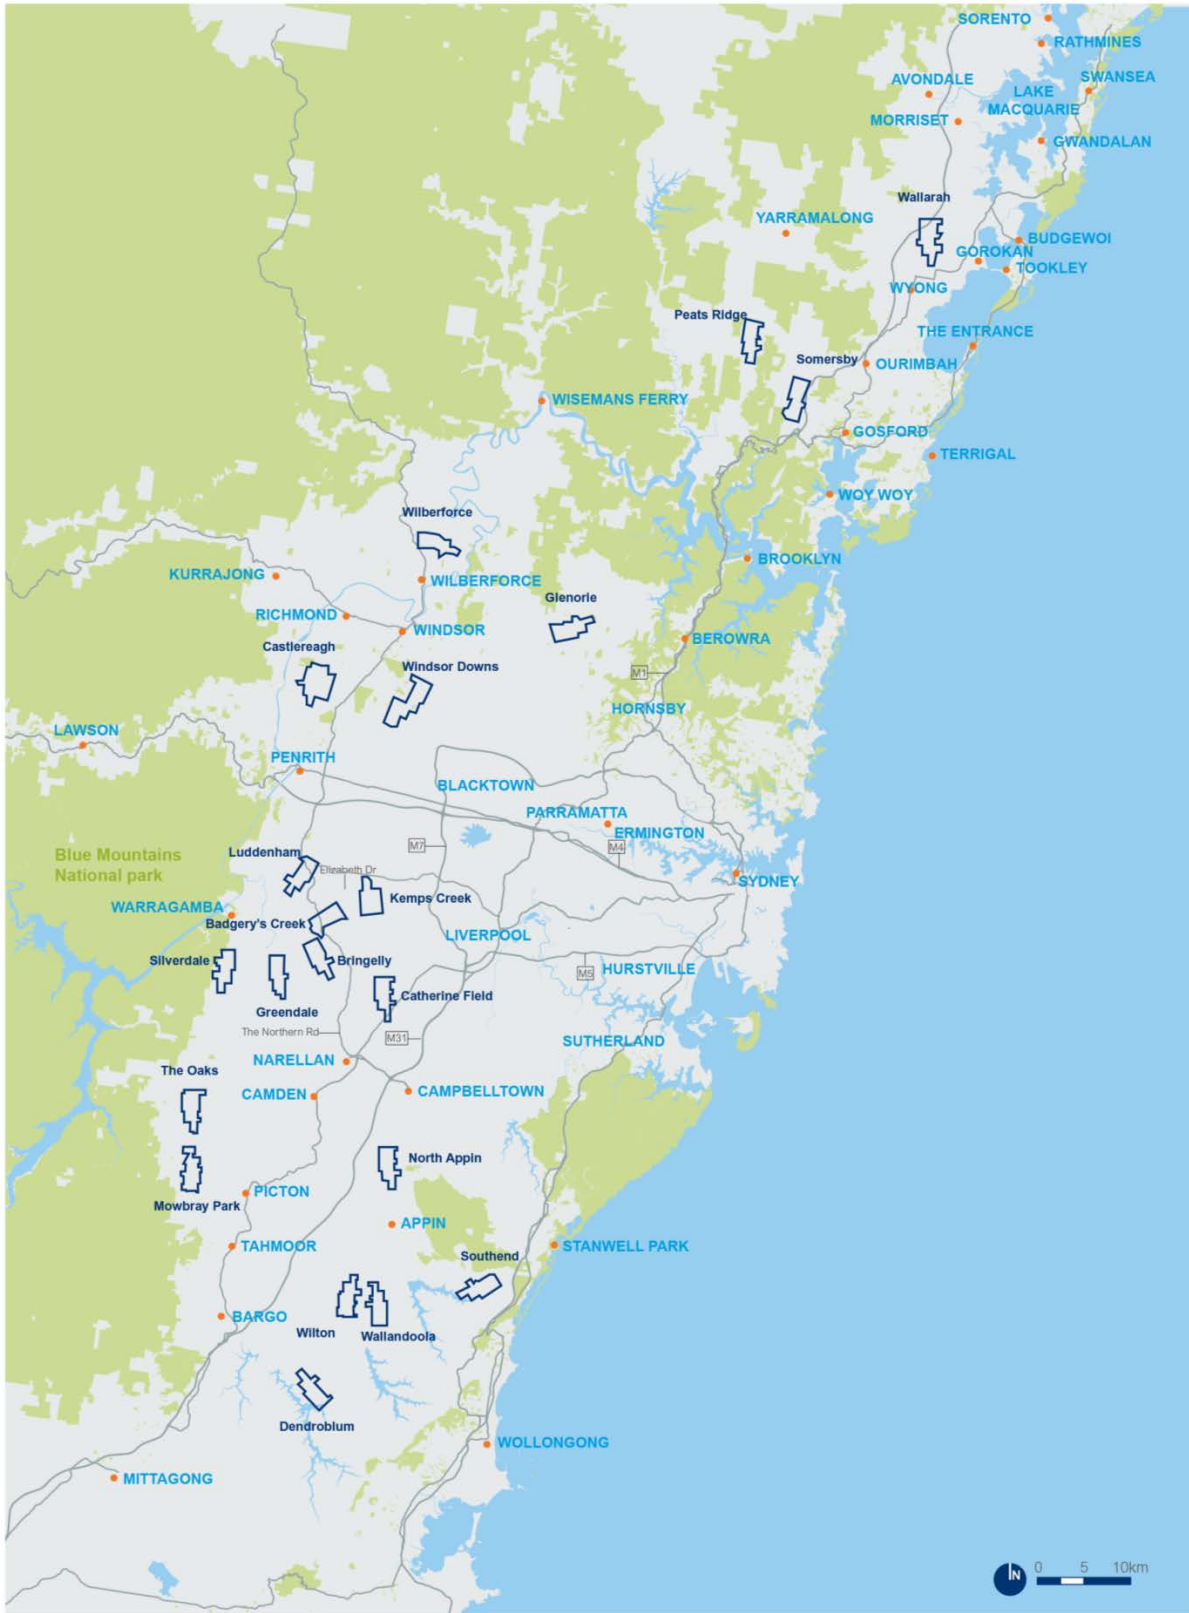 SORENTO
RATHMINES
AVONDALE
SWANSEA
LAKE
MACQUARIE
MORRISET
GWANDALAN
Wallarah
YARRAMALONG
BUDGEWOI
GOROKAN
TOOKLEY
WYONG
Peats Ridge
THE ENTRANCE
Somersby
OURIMBAH
WISEMANS FERRY
GOSFORD
TERRIGAL
WOY WOY
Wilberforce
BROOKLYN
KURRAJONG
WILBERFORCE
Glenorie
RICHMOND
WINDSOR
BEROWRA
Castlereagh
Windsor Downs
M1
HORNSBY
LAWSON
PENRITH
BLACKTOWN
PARRAMATTA
ERMINGTON
M7
M4
Luddenham
Blue Mountains
National park
Elizabeth Dr
SYDNEY
Kemps Creek
WARRAGAMBA
Badgery's Creek
LIVERPOOL
Silverdale
Bringelly
M5
HURSTVILLE
Catherine Field
Greendale
The Northern Rd
M31
SUTHERLAND
NARELLAN
The Oaks
CAMDEN
CAMPBELLTOWN
North Appin
PICTON
Mowbray Park
APPIN
TAHMOOR
STANWELL PARK
Southend
BARGO
Wilton
Wallandoola
Dendroblum
WOLLONGONG
MITTAGONG
N
0 5 10km